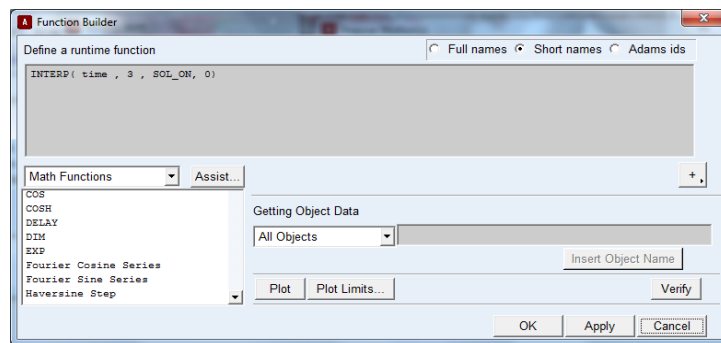 Function Builder
Define a runtime function
Full names Short names Adams ids
INTERP( time , 3 , SOL_ON, 0)
Math Functions Assist... +
COS
COSH
DELAY
DIM
EXP
Fourier Cosine Series
Fourier Sine Series
Haversine Step
Getting Object Data
All Objects
Insert Object Name
Plot Plot Limits... Verify
OK Apply Cancel